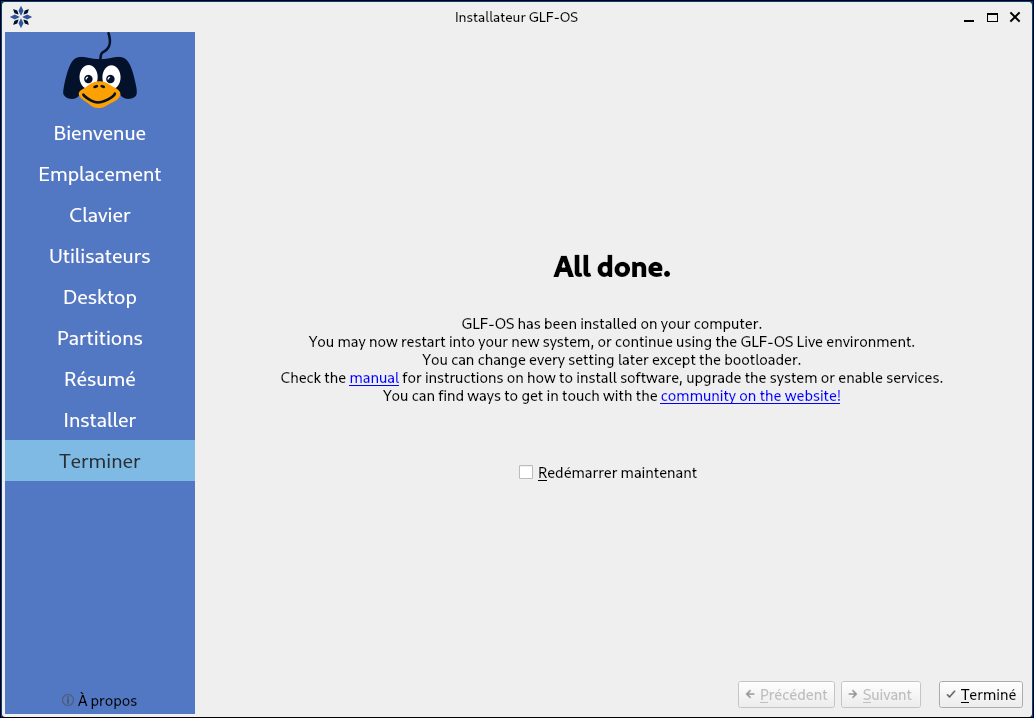 Installateur GLF-OS
Bienvenue
Emplacement
Clavier
Utilisateurs
Desktop
Partitions
Résumé
Installer
Terminer
À propos
All done.
GLF-OS has been installed on your computer.
You may now restart into your new system, or continue using the GLF-OS Live environment.
You can change every setting later except the bootloader.
Check the manual for instructions on how to install software, upgrade the system or enable services.
You can find ways to get in touch with the community on the website!
Redémarrer maintenant
Précédent
Suivant
Terminé